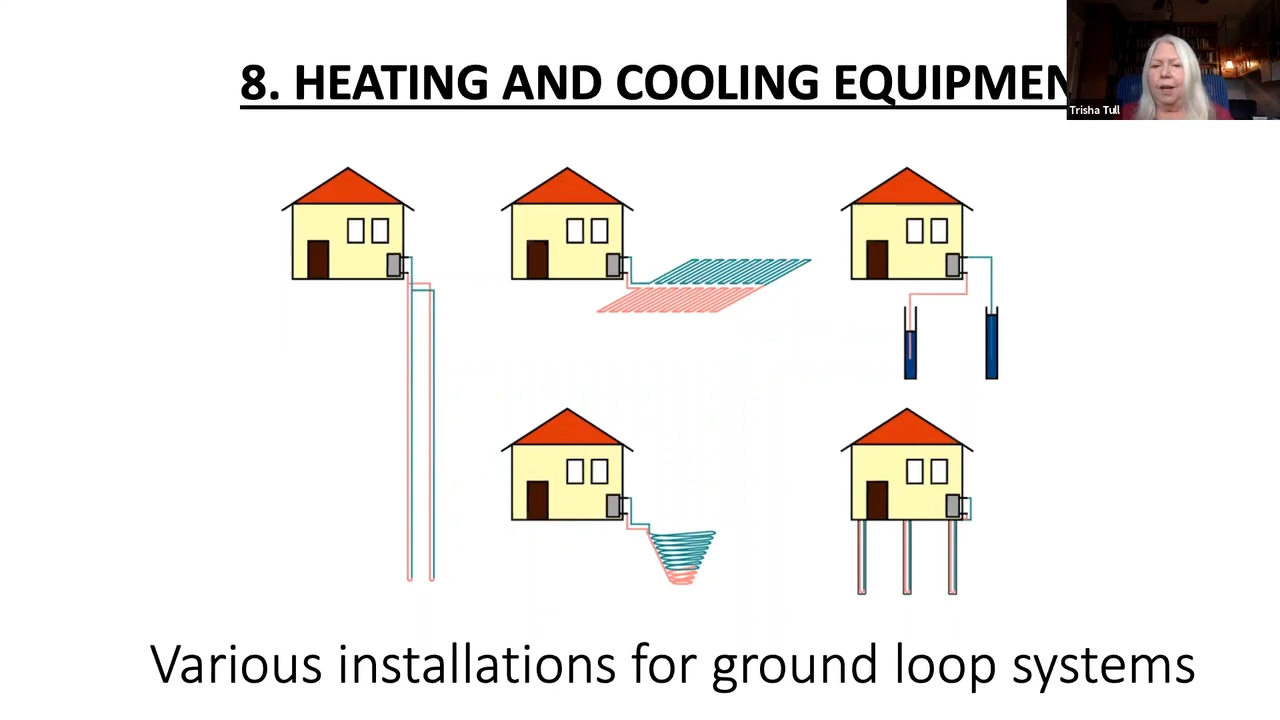 8. HEATING AND COOLING EQUIPMEN
Trisha Tull
Various installations for ground loop systems